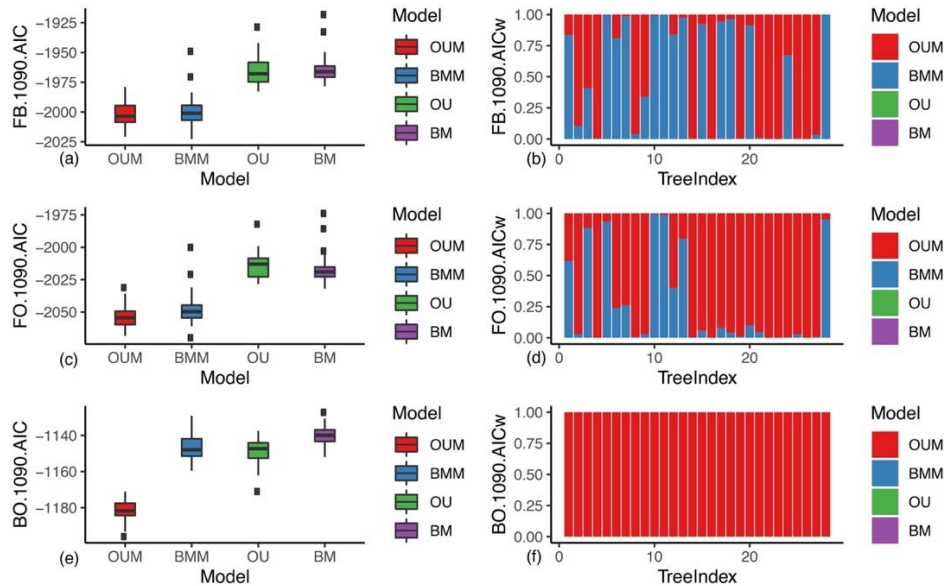 FB.1090.AIC
−1925
−1950
−1975
−2000
−2025
(a)
OUM BMM OU BM
Model
Model
OUM
BMM
OU
BM
FB.1090.AICw
1.00
0.75
0.50
0.25
0.00
(b)
0 10 20
TreeIndex
Model
OUM
BMM
OU
BM
FO.1090.AIC
−1975
−2000
−2025
−2050
(c)
OUM BMM OU BM
Model
Model
OUM
BMM
OU
BM
FO.1090.AICw
1.00
0.75
0.50
0.25
0.00
(d)
0 10 20
TreeIndex
Model
OUM
BMM
OU
BM
BO.1090.AIC
−1140
−1160
−1180
(e)
OUM BMM OU BM
Model
Model
OUM
BMM
OU
BM
BO.1090.AICw
1.00
0.75
0.50
0.25
0.00
(f)
0 10 20
TreeIndex
Model
OUM
BMM
OU
BM